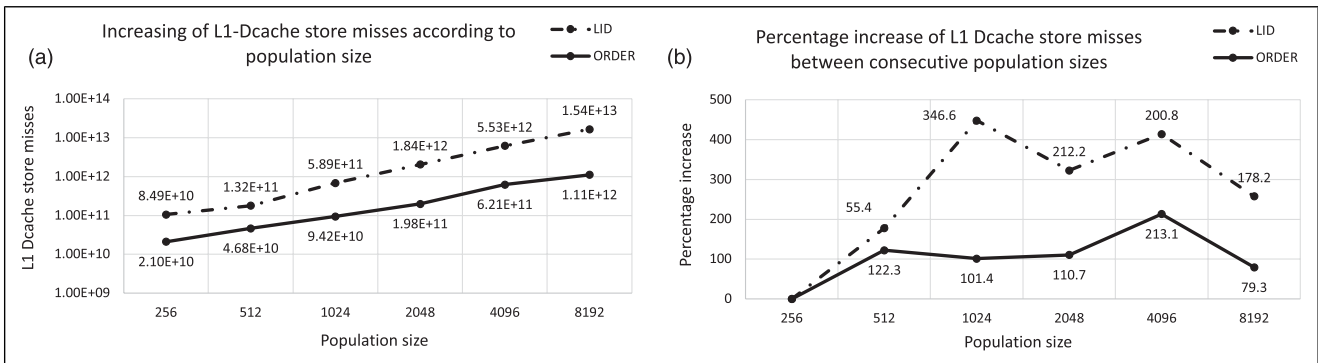 (a)
Increasing of L1-Dcache store misses according to
population size
LID
ORDER
L1 Dcache store misses
1.00E+14
1.00E+13
1.00E+12
1.00E+11
1.00E+10
1.00E+09
8.49E+10
1.32E+11
5.89E+11
1.84E+12
5.53E+12
1.54E+13
2.10E+10
4.68E+10
9.42E+10
1.98E+11
6.21E+11
1.11E+12
256 512 1024 2048 4096 8192
Population size
(b)
Percentage increase of L1 Dcache store misses
between consecutive population sizes
LID
ORDER
Percentage increase
500
400
300
200
100
0
55.4
346.6
212.2
200.8
178.2
122.3
101.4
110.7
213.1
79.3
256 512 1024 2048 4096 8192
Population size